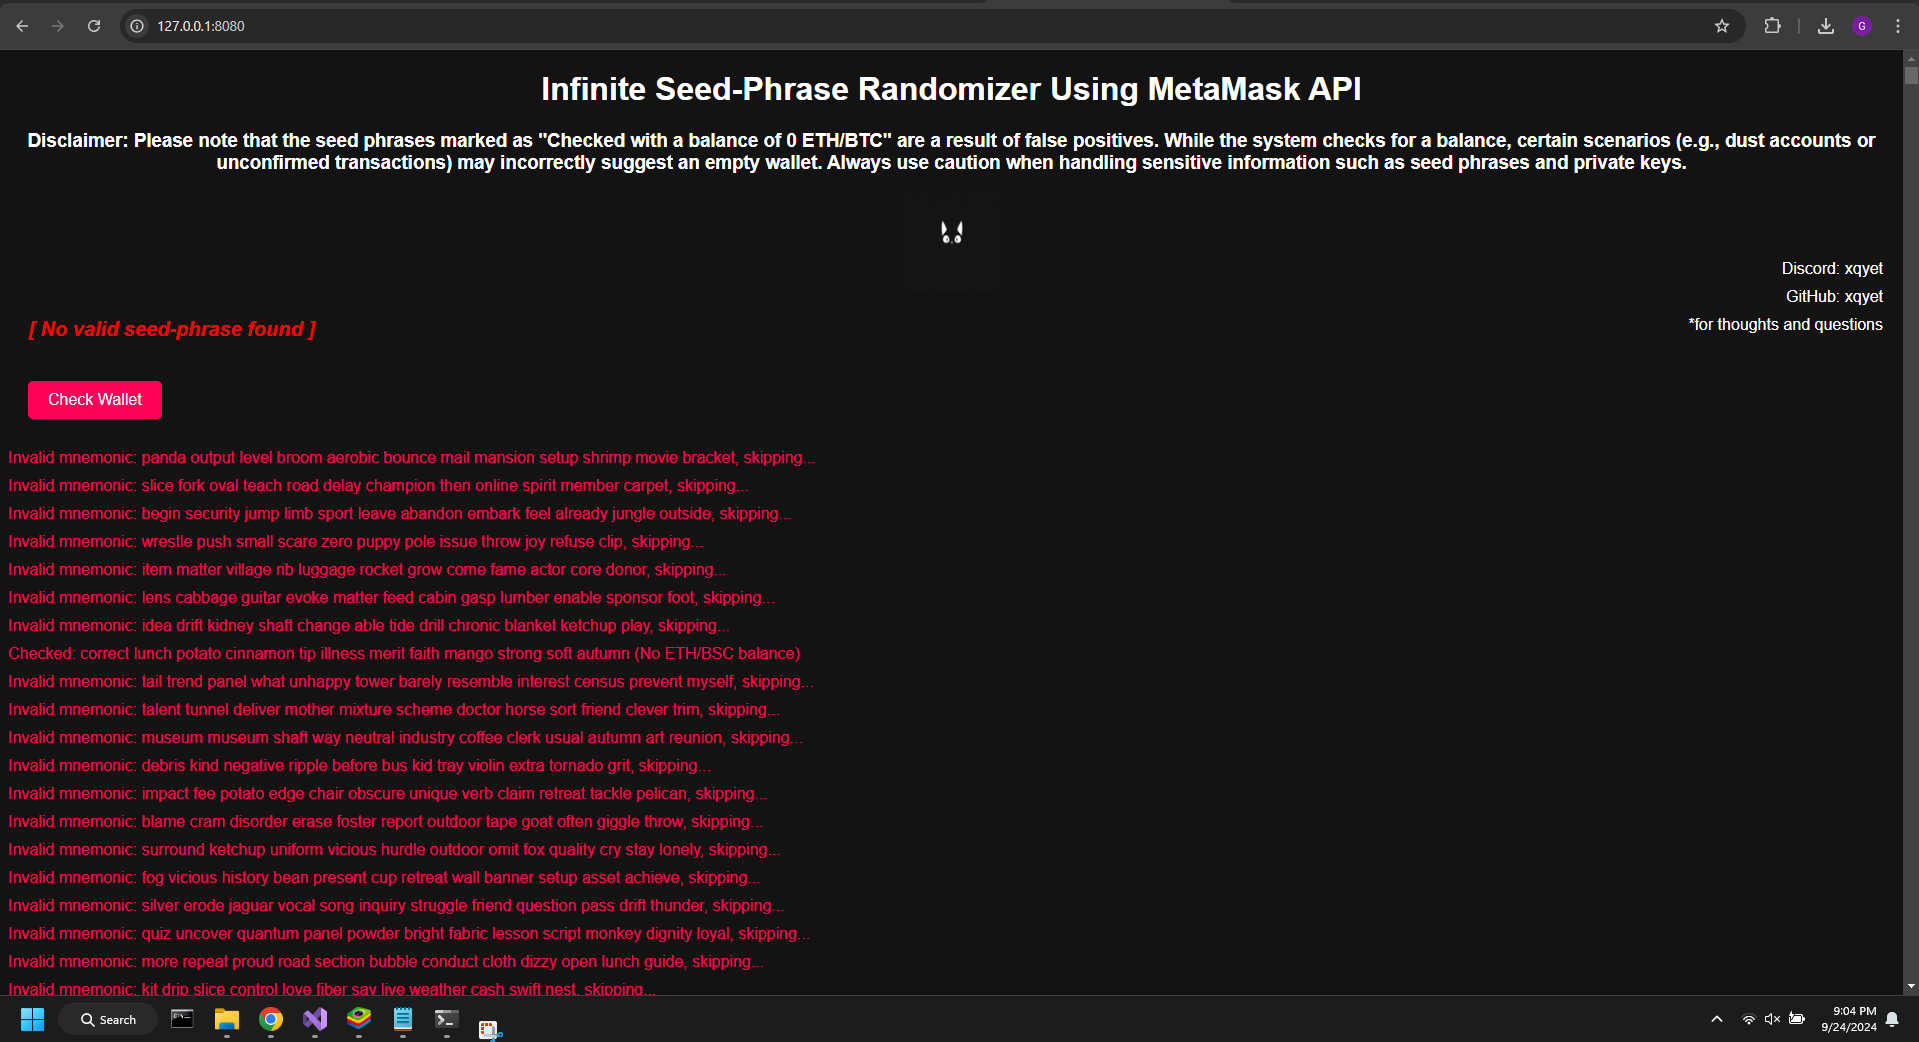 127.0.0.1:8080
G
Infinite Seed-Phrase Randomizer Using MetaMask API
Disclaimer: Please note that the seed phrases marked as "Checked with a balance of 0 ETH/BTC" are a result of false positives. While the system checks for a balance, certain scenarios (e.g., dust accounts or
unconfirmed transactions) may incorrectly suggest an empty wallet. Always use caution when handling sensitive information such as seed phrases and private keys.
Discord: xqyet
GitHub: xqyet
*for thoughts and questions
[ No valid seed-phrase found ]
Check Wallet
Invalid mnemonic: panda output level broom aerobic bounce mail mansion setup shrimp movie bracket, skipping...
Invalid mnemonic: slice fork oval teach road delay champion then online spirit member carpet, skipping...
Invalid mnemonic: begin security jump limb sport leave abandon embark feel already jungle outside, skipping...
Invalid mnemonic: wrestle push small scare zero puppy pole issue throw joy refuse clip, skipping...
Invalid mnemonic: item matter village rib luggage rocket grow come fame actor core donor, skipping...
Invalid mnemonic: lens cabbage guitar evoke matter feed cabin gasp lumber enable sponsor foot, skipping...
Invalid mnemonic: idea drift kidney shaft change able tide drill chronic blanket ketchup play, skipping...
Checked: correct lunch potato cinnamon tip illness merit faith mango strong soft autumn (No ETH/BSC balance)
Invalid mnemonic: tail trend panel what unhappy tower barely resemble interest census prevent myself, skipping...
Invalid mnemonic: talent tunnel deliver mother mixture scheme doctor horse sort friend clever trim, skipping...
Invalid mnemonic: museum museum shaft way neutral industry coffee clerk usual autumn art reunion, skipping...
Invalid mnemonic: debris kind negative ripple before bus kid tray violin extra tornado grit, skipping...
Invalid mnemonic: impact fee potato edge chair obscure unique verb claim retreat tackle pelican, skipping...
Invalid mnemonic: blame cram disorder erase foster report outdoor tape goat often giggle throw, skipping...
Invalid mnemonic: surround ketchup uniform vicious hurdle outdoor omit fox quality cry stay lonely, skipping...
Invalid mnemonic: fog vicious history bean present cup retreat wall banner setup asset achieve, skipping...
Invalid mnemonic: silver erode jaguar vocal song inquiry struggle friend question pass drift thunder, skipping...
Invalid mnemonic: quiz uncover quantum panel powder bright fabric lesson script monkey dignity loyal, skipping...
Invalid mnemonic: more repeat proud road section bubble conduct cloth dizzy open lunch guide, skipping...
Invalid mnemonic: kit drip slice control love fiber say live weather cash swift nest, skipping...
Search
9:04 PM
9/24/2024